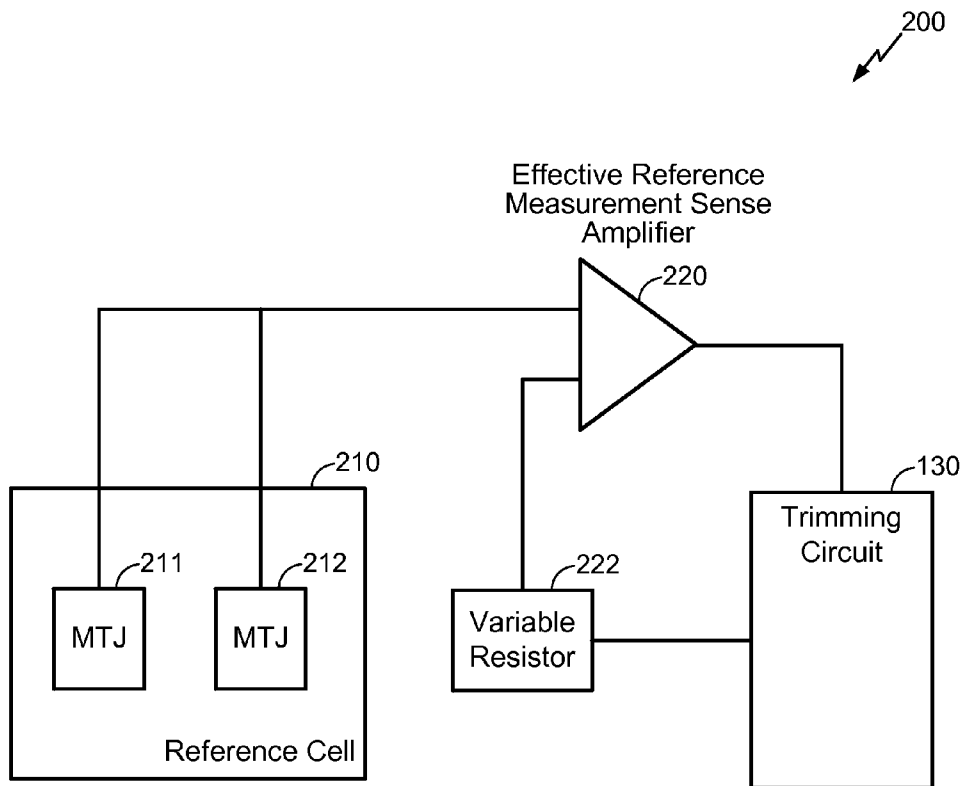 200
Effective Reference
Measurement Sense
Amplifier
220
210
130
Trimming
Circuit
211
212
222
MTJ
MTJ
Variable
Resistor
Reference Cell